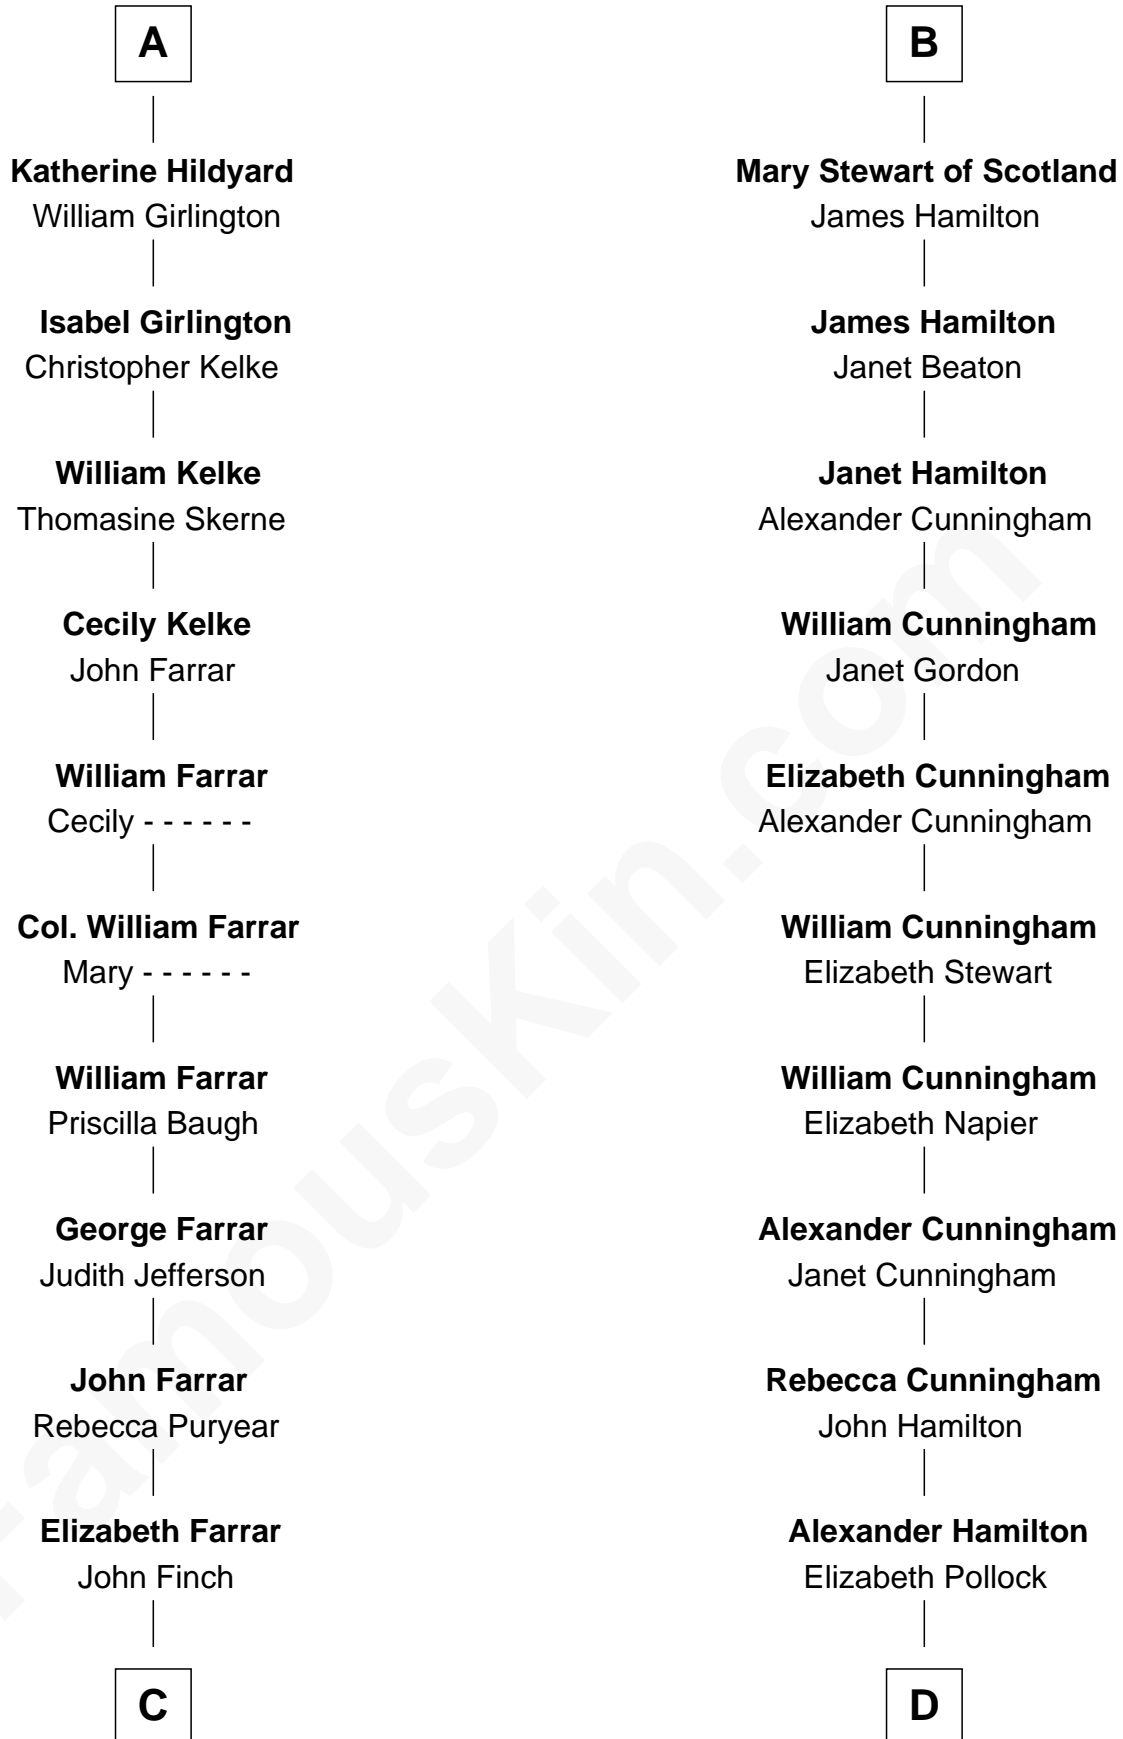 A
Katherine Hildyard
William Girlington
Isabel Girlington
Christopher Kelke
William Kelke
Thomasine Skerne
Cecily Kelke
John Farrar
William Farrar
Cecily - - - - - -
Col. William Farrar
Mary - - - - - -
William Farrar
Priscilla Baugh
George Farrar
Judith Jefferson
John Farrar
Rebecca Puryear
Elizabeth Farrar
John Finch
C
B
Mary Stewart of Scotland
James Hamilton
James Hamilton
Janet Beaton
Janet Hamilton
Alexander Cunningham
William Cunningham
Janet Gordon
Elizabeth Cunningham
Alexander Cunningham
William Cunningham
Elizabeth Stewart
William Cunningham
Elizabeth Napier
Alexander Cunningham
Janet Cunningham
Rebecca Cunningham
John Hamilton
Alexander Hamilton
Elizabeth Pollock
D
FamousKin.com